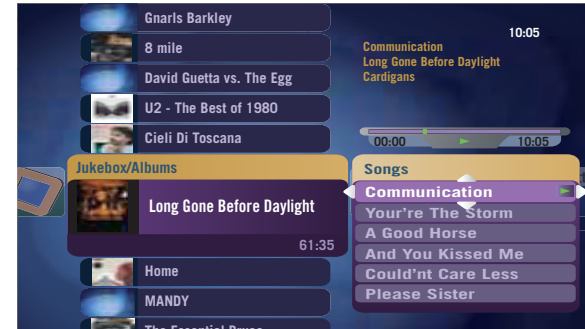 Gnarls Barkley
8 mile
David Guetta vs. The Egg
U2 - The Best of 1980
Cieli Di Toscana
Jukebox/Albums
Long Gone Before Daylight
61:35
Home
MANDY
The Essential Bruce
10:05
Communication
Long Gone Before Daylight
Cardigans
00:00 10:05
Songs
Communication
Your're The Storm
A Good Horse
And You Kissed Me
Could'nt Care Less
Please Sister